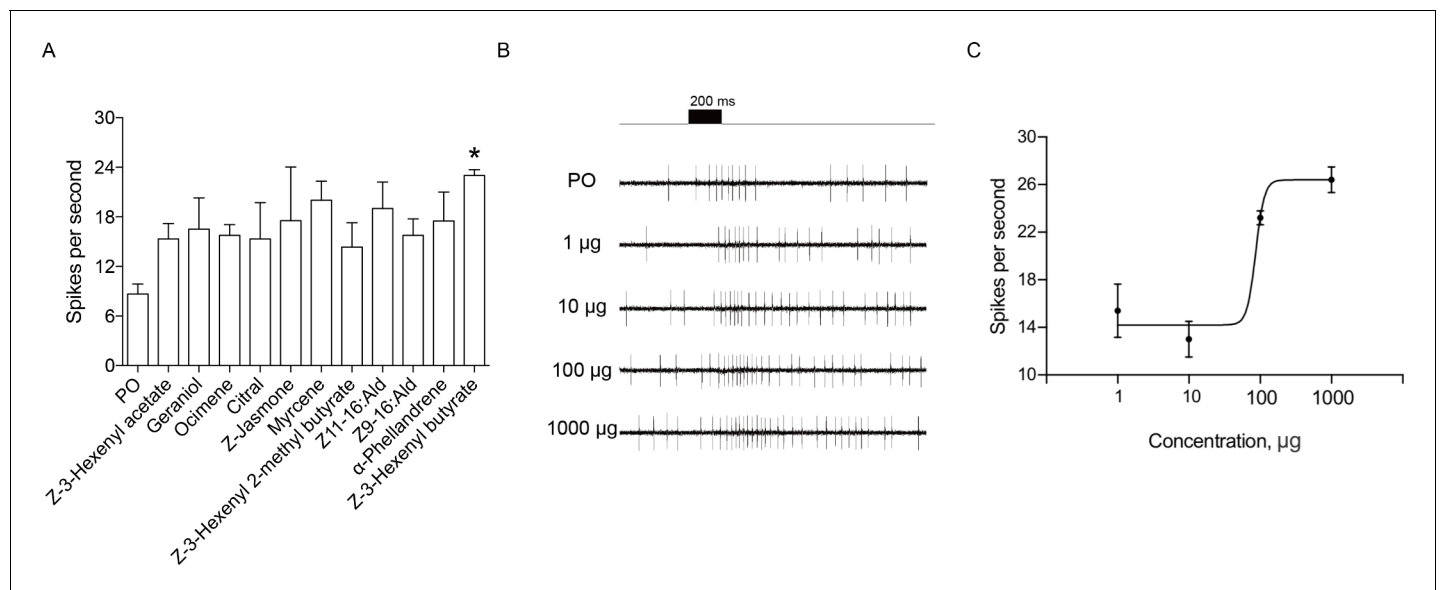 A
30
24
18
12
6
0
Spikes per second
*
PO
Z-3-Hexenyl acetate
Geraniol
Ocimene
Citral
Z-Jasmone
Myrcene
Z-3-Hexenyl 2-methyl butyrate
Z11-16:Ald
Z9-16:Ald
α-Phellandrene
Z-3-Hexenyl butyrate
B
200 ms
PO
1 µg
10 µg
100 µg
1000 µg
C
30
26
22
18
14
10
Spikes per second
1 10 100 1000
Concentration, µg